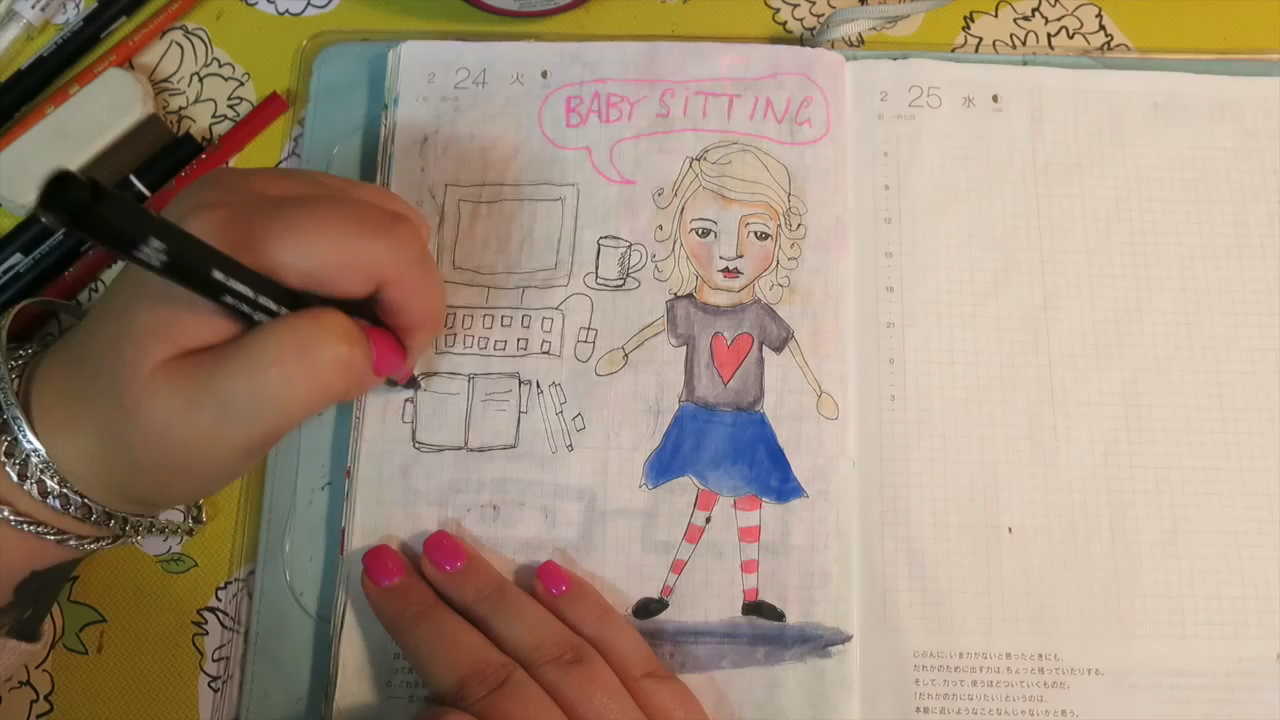 2 24 火
BABY SITTING
2 25 水
6
9
12
15
18
21
0
3
じぶんに、いま力がないと思ったときにも、
だれかのために出す力は、ちょっと残っていたりする。
そして、力って、使うほどついていくものだ。
「だれかの力になりたい」というのは、
本能に近いようなことなんじゃないかと思う。